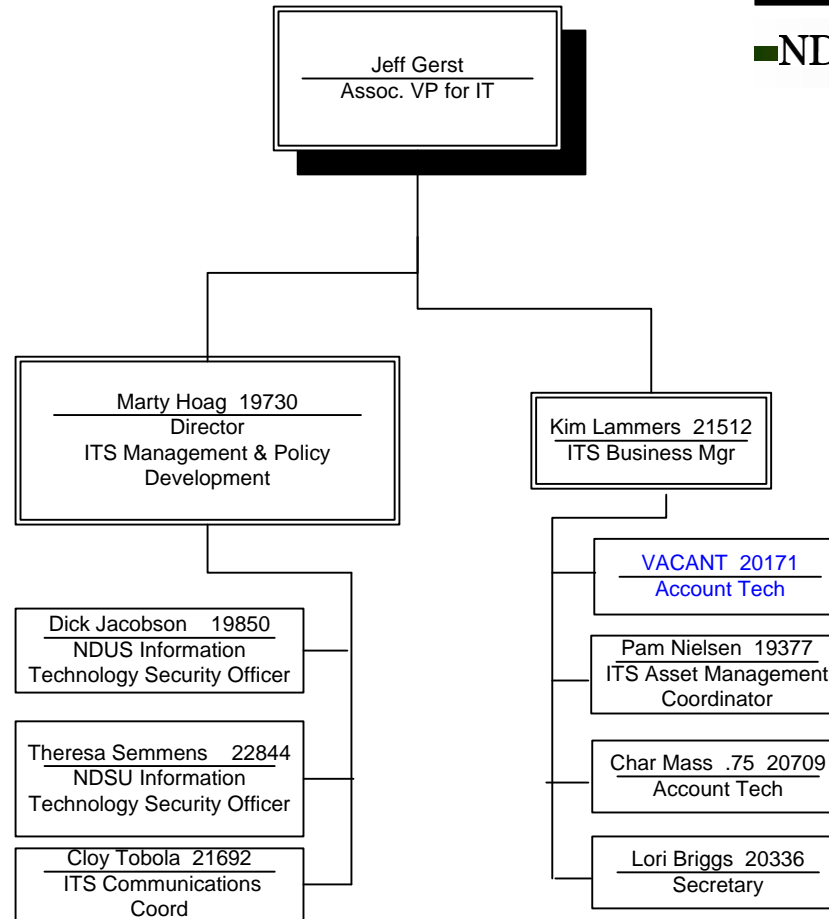 ND
Jeff Gerst
Assoc. VP for IT
Marty Hoag 19730
Director
ITS Management & Policy
Development
Kim Lammers 21512
ITS Business Mgr
Dick Jacobson 19850
NDUS Information
Technology Security Officer
Theresa Semmens 22844
NDSU Information
Technology Security Officer
Cloy Tobola 21692
ITS Communications
Coord
VACANT 20171
Account Tech
Pam Nielsen 19377
ITS Asset Management
Coordinator
Char Mass .75 20709
Account Tech
Lori Briggs 20336
Secretary